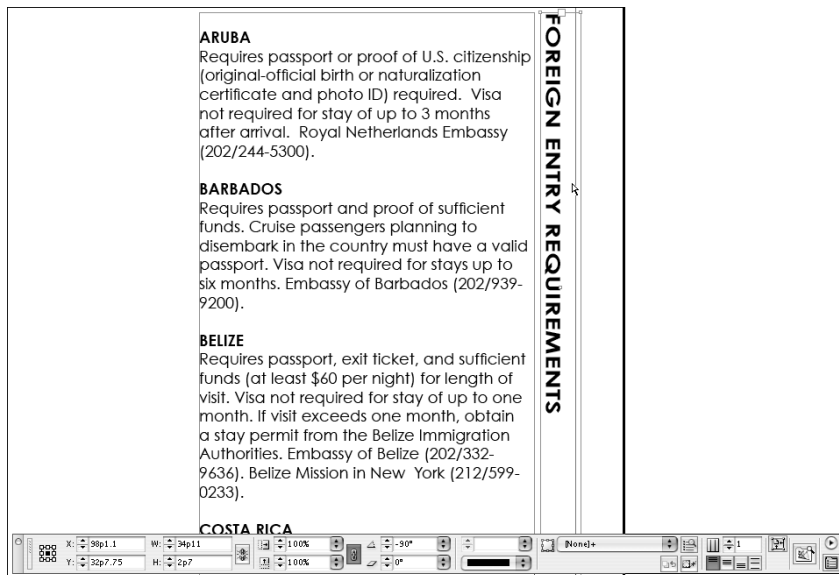 ARUBA
Requires passport or proof of U.S. citizenship
(original-official birth or naturalization
certificate and photo ID) required.  Visa
not required for stay of up to 3 months
after arrival.  Royal Netherlands Embassy
(202/244-5300).
BARBADOS
Requires passport and proof of sufficient
funds. Cruise passengers planning to
disembark in the country must have a valid
passport. Visa not required for stays up to
six months. Embassy of Barbados (202/939-
9200).
BELIZE
Requires passport, exit ticket, and sufficient
funds (at least $60 per night) for length of
visit. Visa not required for stay of up to one
month. If visit exceeds one month, obtain
a stay permit from the Belize Immigration
Authorities. Embassy of Belize (202/332-
9636). Belize Mission in New  York (212/599-
0233).
COSTA RICA
FOREIGN ENTRY REQUIREMENTS
X: 98p1.1 W: 34p11 100% -90° [None]+ 1
Y: 32p7.75 H: 2p7 100% 0°